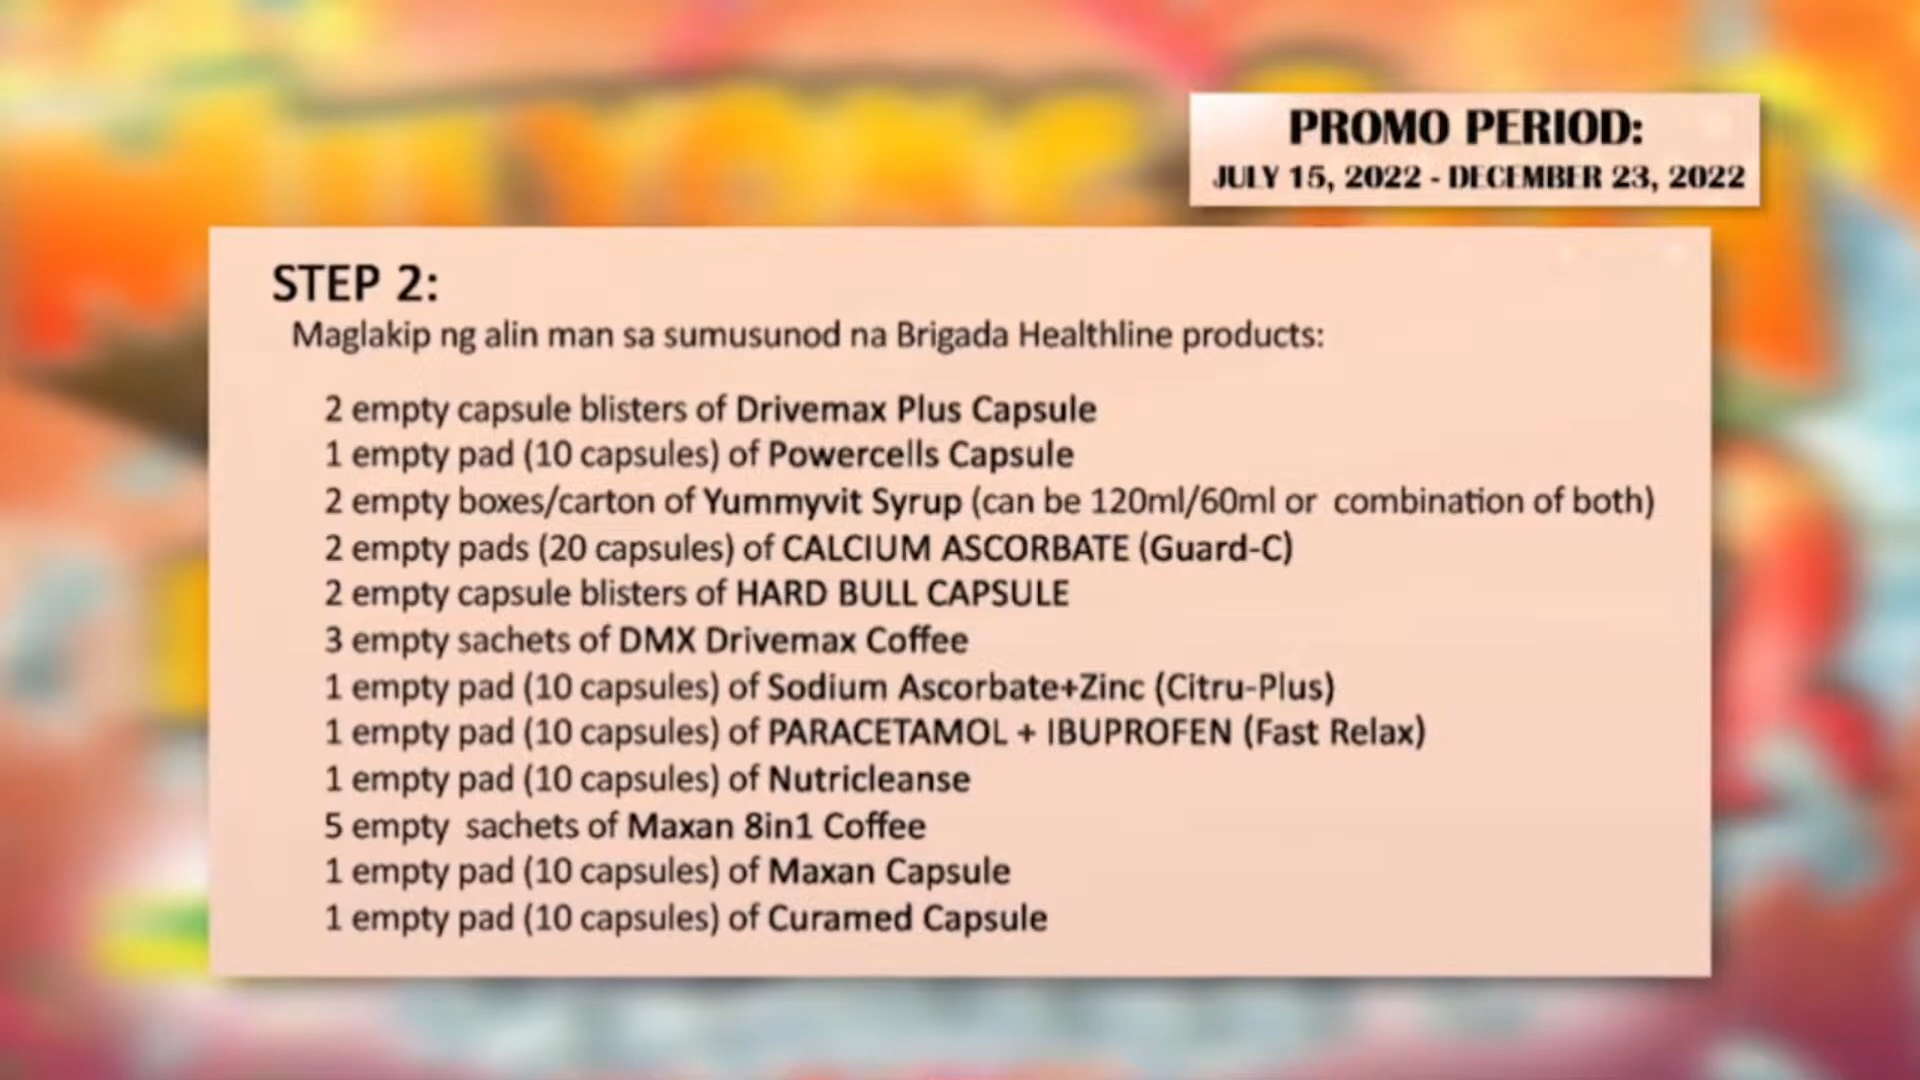 PROMO PERIOD:
JULY 15, 2022 - DECEMBER 23, 2022
STEP 2:
Maglakip ng alin man sa sumusunod na Brigada Healthline products:
2 empty capsule blisters of Drivemax Plus Capsule
1 empty pad (10 capsules) of Powercells Capsule
2 empty boxes/carton of Yummyvit Syrup (can be 120ml/60ml or combination of both)
2 empty pads (20 capsules) of CALCIUM ASCORBATE (Guard-C)
2 empty capsule blisters of HARD BULL CAPSULE
3 empty sachets of DMX Drivemax Coffee
1 empty pad (10 capsules) of Sodium Ascorbate+Zinc (Citru-Plus)
1 empty pad (10 capsules) of PARACETAMOL + IBUPROFEN (Fast Relax)
1 empty pad (10 capsules) of Nutricleanse
5 empty sachets of Maxan 8in1 Coffee
1 empty pad (10 capsules) of Maxan Capsule
1 empty pad (10 capsules) of Curamed Capsule